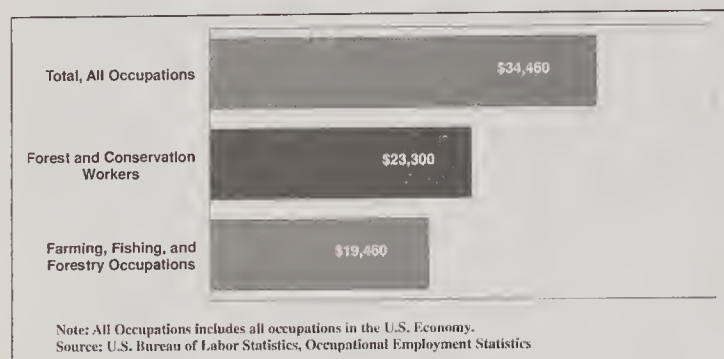 Total, All Occupations
$34,460
Forest and Conservation
Workers
$23,300
Farming, Fishing, and
Forestry Occupations
$19,460
Note: All Occupations includes all occupations in the U.S. Economy.
Source: U.S. Bureau of Labor Statistics, Occupational Employment Statistics